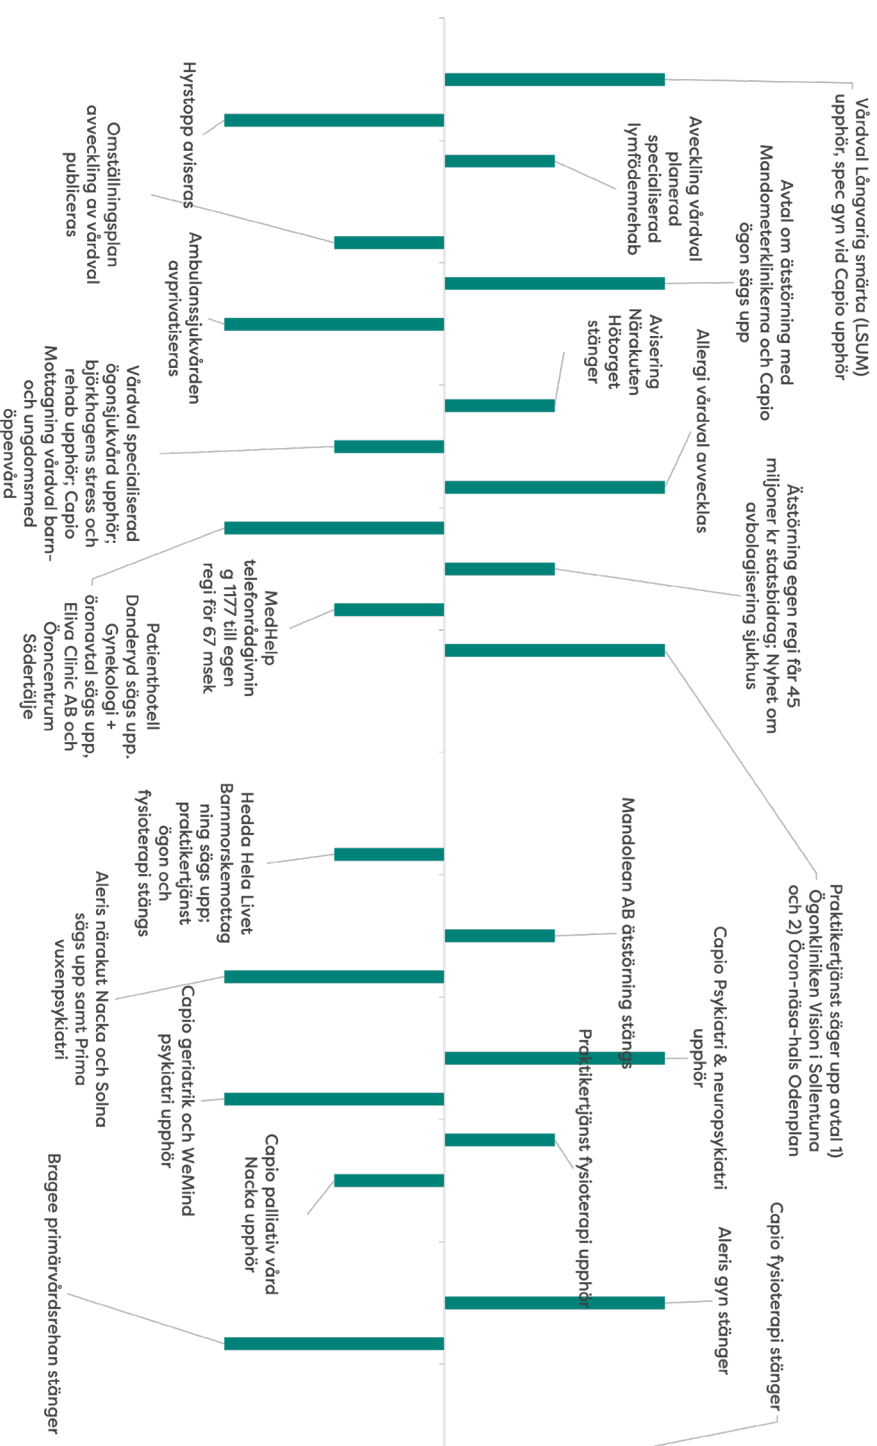 Vårdval Långvarig smärta (LSUM)
upphör, spec gyn vid Capio upphör
Avtal om ätstörning med
Mandometerklinikerna och Capio
ögon sägs upp
Aveckling vårdval
planerad
specialiserad
lymfödemrehab
Hyrstopp aviseras
Omställningsplan
avveckling av vårdval
publiceras
Ambulanssjukvården
avprivatiseras
Avisering
Närakuten
Hötorget
stänger
Allergi vårdval avvecklas
Vårdval specialiserad
ögonsjukvård upphör;
björkhagens stress och
rehab upphör; Capio
Mottagning vårdval barn-
och ungdomsmed
öppenvård
Ätstörning egen regi får 45
miljoner kr statsbidrag; Nyhet om
avbolagisering sjukhus
MedHelp
telefonrådgivnin
g 1177 till egen
regi för 67 msek
Patienthotell
Danderyd sägs upp.
Gynekologi +
öronavtal sägs upp,
Eliva Clinic AB och
Öroncentrum
Södertälje
Praktikertjänst säger upp avtal 1)
Ögonkliniken Vision i Sollentuna
och 2) Öron-näsa-hals Odenplan
Hedda Hela Livet
Barnmorskemottag
ning sägs upp;
praktikertjänst
ögon och
fysioterapi stängs
Mandolean AB ätstörning stängs
Aleris närakut Nacka och Solna
sägs upp samt Prima
vuxenpsykiatri
Capio Psykiatri & neuropsykiatri
upphör
Capio geriatrik och WeMind
psykiatri upphör
Praktikertjänst fysioterapi upphör
Capio palliativ vård
Nacka upphör
Aleris gyn stänger
Bragee primärvårdsrehan stänger
Capio fysioterapi stänger